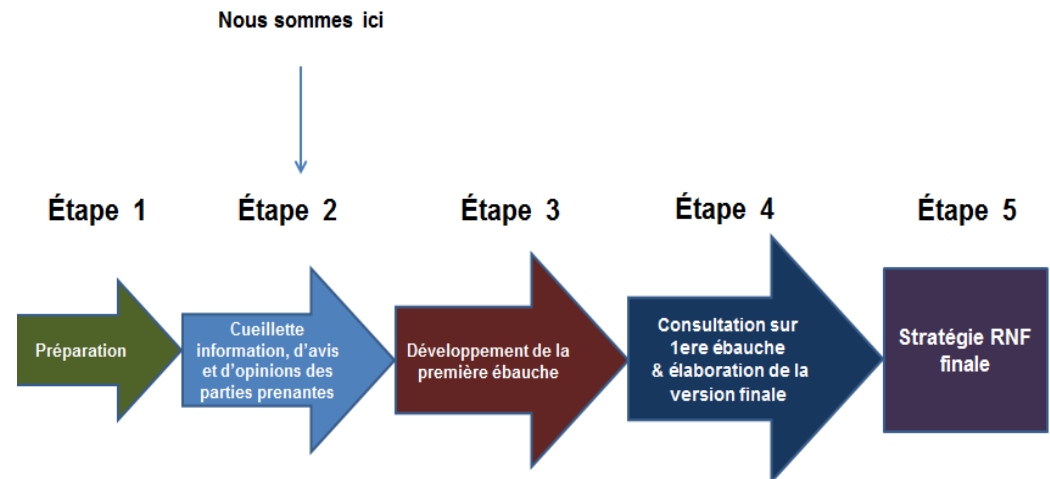 Nous sommes ici
Étape 1
Étape 2
Étape 3
Étape 4
Étape 5
Préparation
Cueillette
information, d’avis
et d’opinions des
parties prenantes
Développement de la
première ébauche
Consultation sur
1ere ébauche
& élaboration de la
version finale
Stratégie RNF
finale